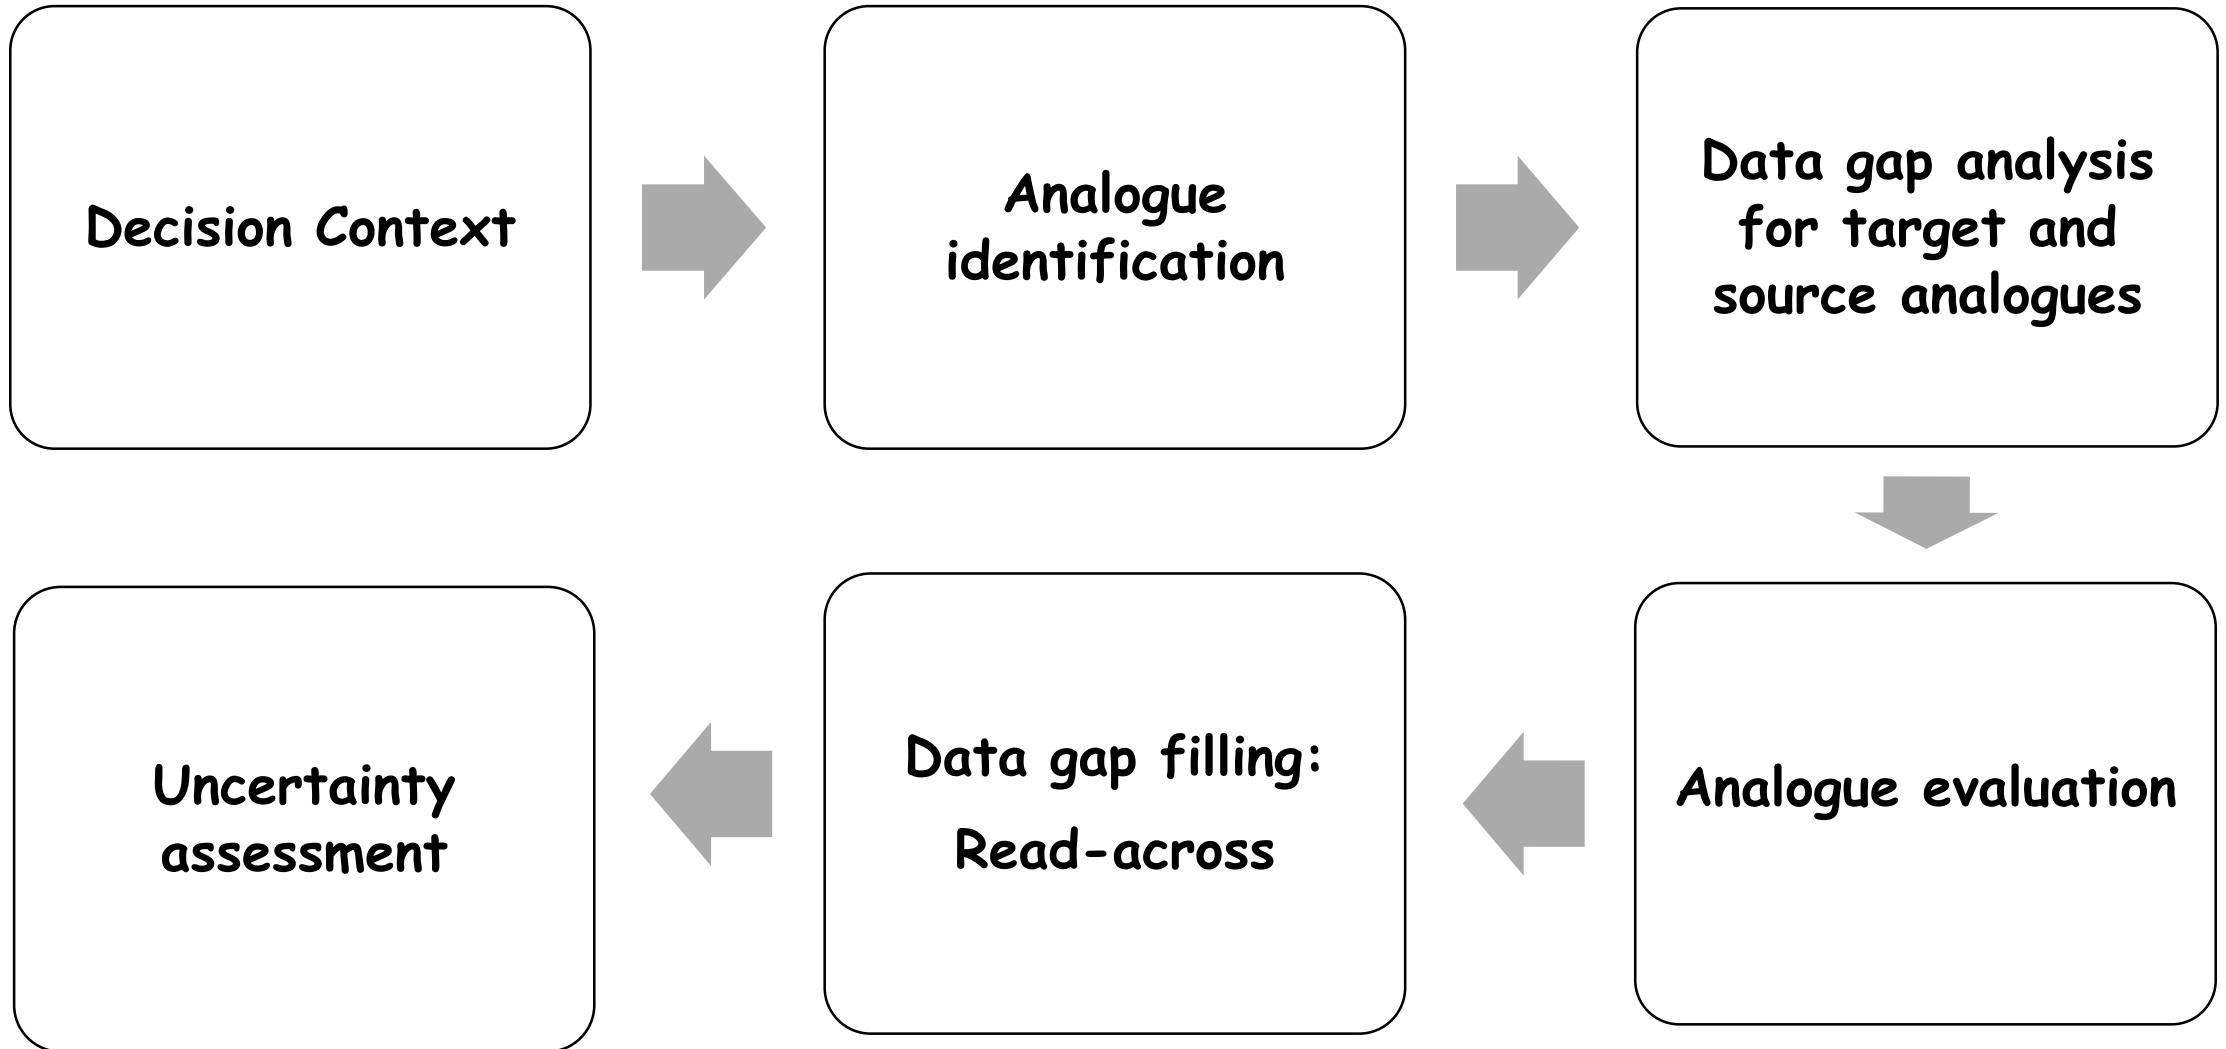 Decision Context
Analogue
identification
Data gap analysis
for target and
source analogues
Analogue evaluation
Data gap filling:
Read-across
Uncertainty
assessment